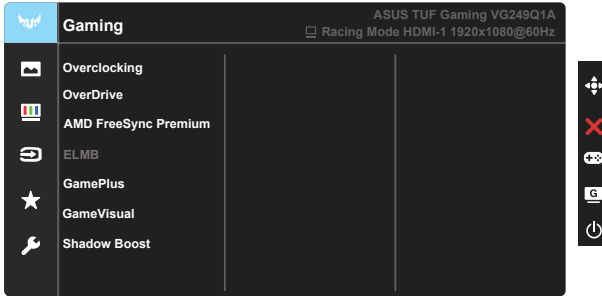 Gaming
ASUS TUF Gaming VG249Q1A
Racing Mode HDMI-1 1920x1080@60Hz
Overclocking
OverDrive
AMD FreeSync Premium
ELMB
GamePlus
GameVisual
Shadow Boost
G